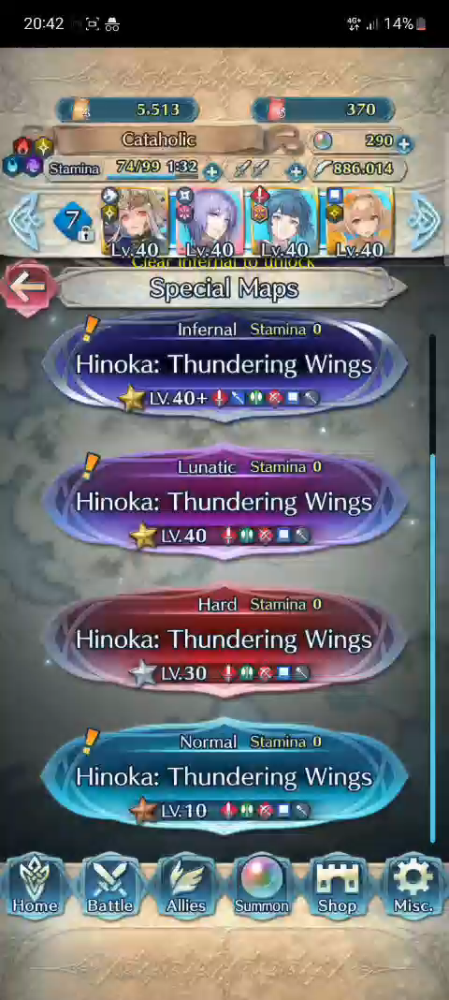 20:42 4G+ 14%
5.513 370
Cataholic 290
Stamina 74/99 1:32 886.014
7 Lv.40 Lv.40 Lv.40 Lv.40
Clear Infernal to unlock
Special Maps
Infernal Stamina 0
Hinoka: Thundering Wings
LV.40+
Lunatic Stamina 0
Hinoka: Thundering Wings
LV.40
Hard Stamina 0
Hinoka: Thundering Wings
LV.30
Normal Stamina 0
Hinoka: Thundering Wings
LV.10
Home Battle Allies Summon Shop Misc.